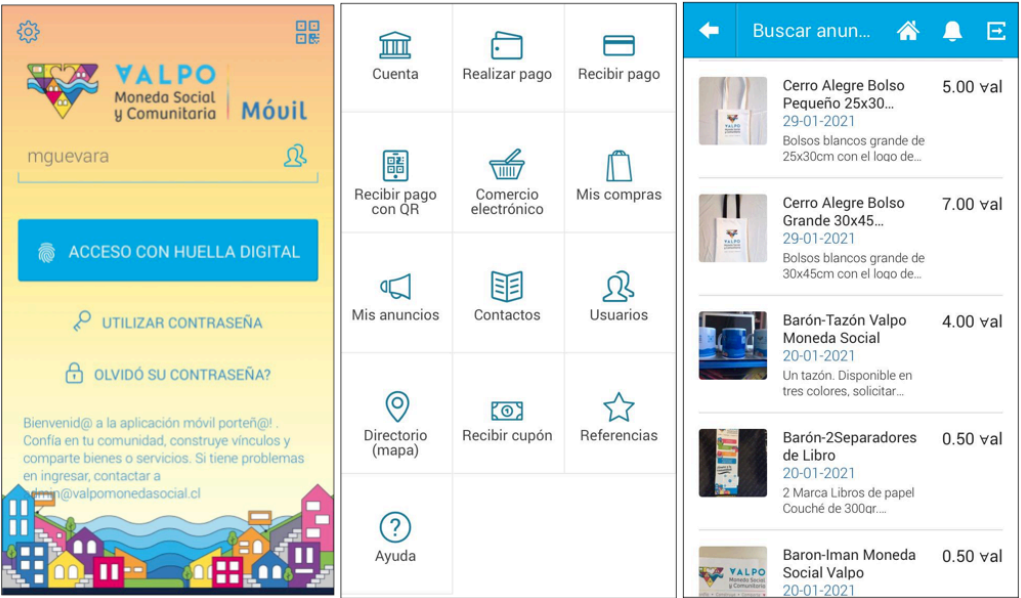 VALPO
Moneda Social
y Comunitaria
Móvil
mguevara
ACCESO CON HUELLA DIGITAL
UTILIZAR CONTRASEÑA
OLVIDÓ SU CONTRASEÑA?
Bienvenid@ a la aplicación móvil porteñ@! .
Confía en tu comunidad, construye vínculos y
comparte bienes o servicios. Si tiene problemas
en ingresar, contactar a
admin@valpomonedasocial.cl
Cuenta
Realizar pago
Recibir pago
Recibir pago
con QR
Comercio
electrónico
Mis compras
Mis anuncios
Contactos
Usuarios
Directorio
(mapa)
Recibir cupón
Referencias
Ayuda
Buscar anun...
Cerro Alegre Bolso
Pequeño 25x30...
5.00 ∀al
29-01-2021
Bolsos blancos grande de
25x30cm con el logo de...
VALPO
Cerro Alegre Bolso
Grande 30x45...
7.00 ∀al
29-01-2021
Bolsos blancos grande de
30x45cm con el logo de...
VALPO
Barón-Tazón Valpo
Moneda Social
4.00 ∀al
20-01-2021
Un tazón. Disponible en
tres colores, solicitar...
Barón-2Separadores
de Libro
0.50 ∀al
20-01-2021
2 Marca Libros de papel
Couché de 300gr....
Baron-Iman Moneda
Social Valpo
0.50 ∀al
20-01-2021
VALPO
Moneda Social
y Comunitaria